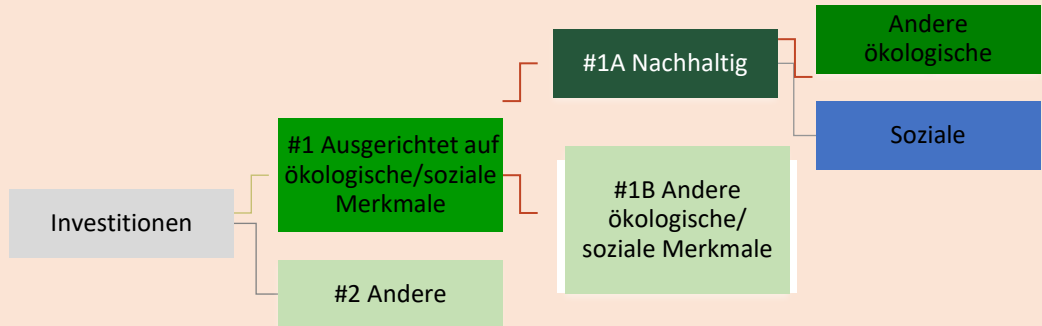 Investitionen
#1 Ausgerichtet auf
ökologische/soziale
Merkmale
#2 Andere
#1A Nachhaltig
#1B Andere
ökologische/
soziale Merkmale
Andere
ökologische
Soziale